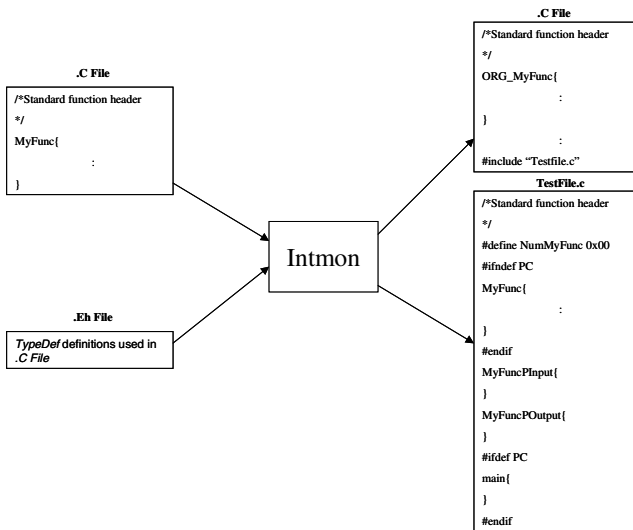 .C File
/*Standard function header
*/
MyFunc{
:
}
.Eh File
TypeDef definitions used in
.C File
Intmon
.C File
/*Standard function header
*/
ORG_MyFunc{
:
}
:
#include “Testfile.c”
TestFile.c
/*Standard function header
*/
#define NumMyFunc 0x00
#ifndef PC
MyFunc{
:
}
#endif
MyFuncPInput{
}
MyFuncPOutput{
}
#ifdef PC
main{
}
#endif